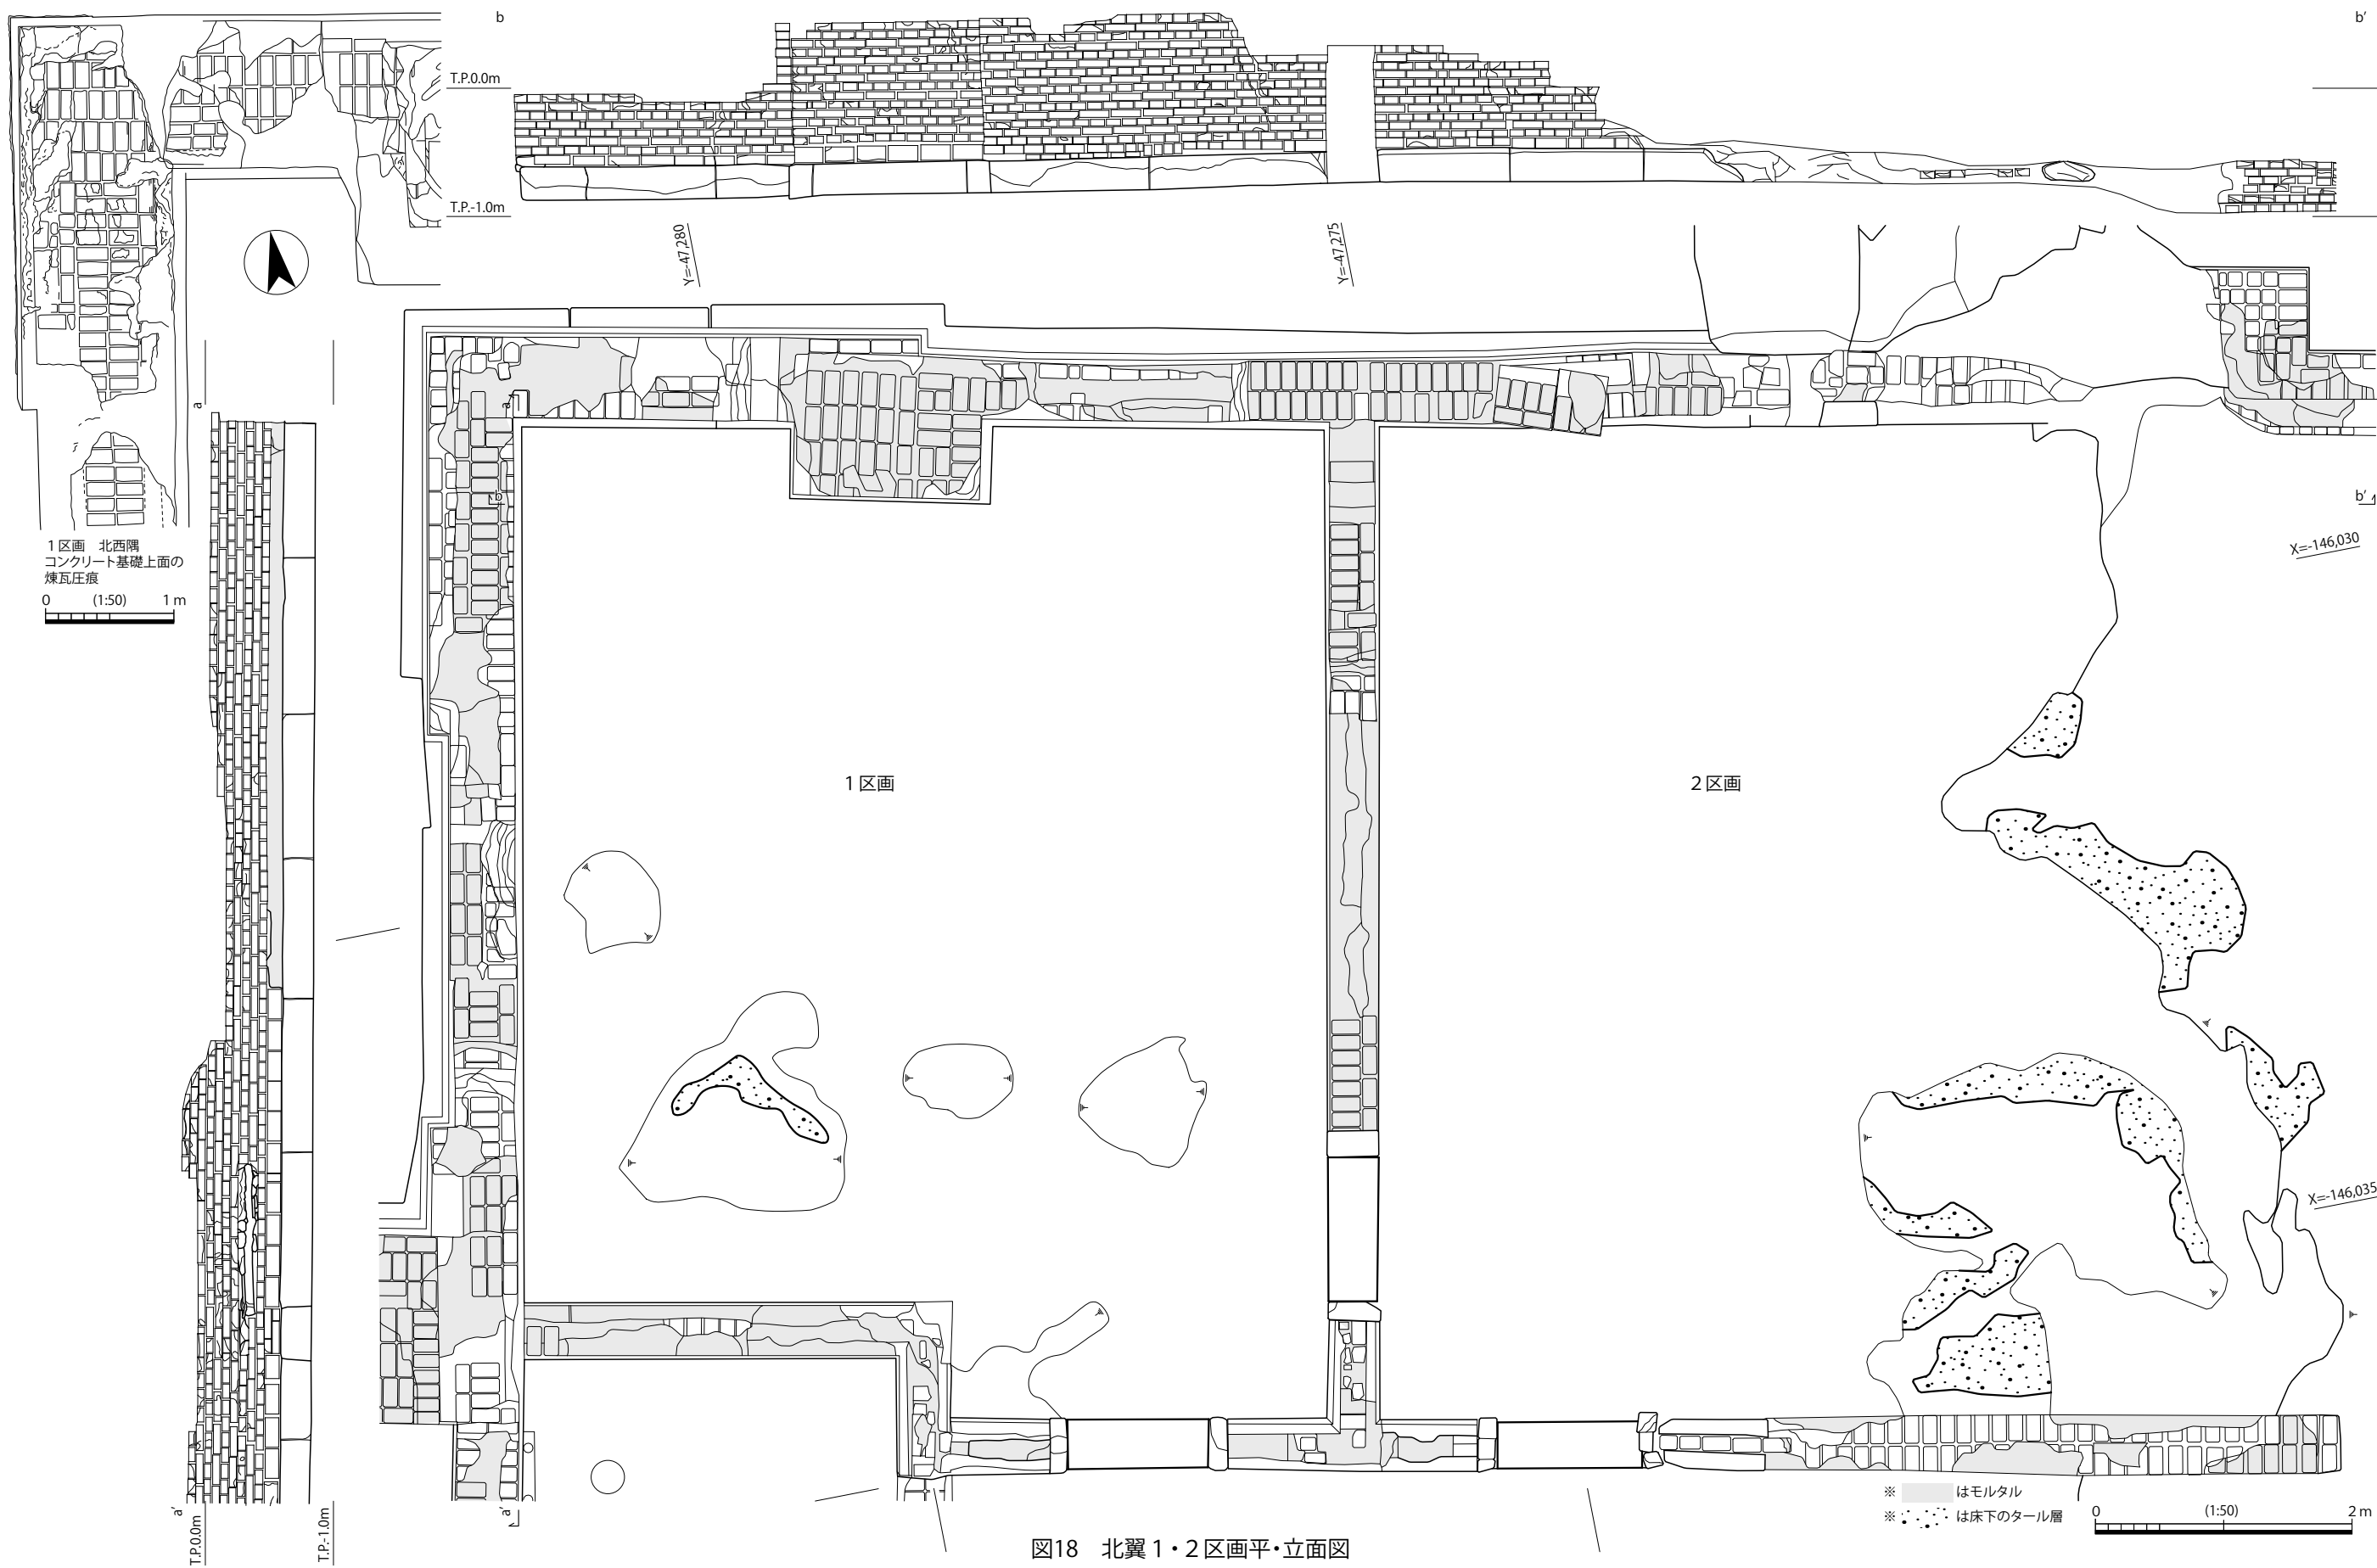 b
b'
T.P.0.0m
T.P.-1.0m
Y=-47,280
Y=-47,275
a
a
b
b'
X=-146,030
1区画　北西隅
コンクリート基礎上面の
煉瓦圧痕
0 (1:50) 1 m
1区画
2区画
X=-146,035
a'
T.P.0.0m
T.P.-1.0m
a'
※ はモルタル
※ は床下のタール層
0 (1:50) 2 m
図18　北翼1・2区画平・立面図